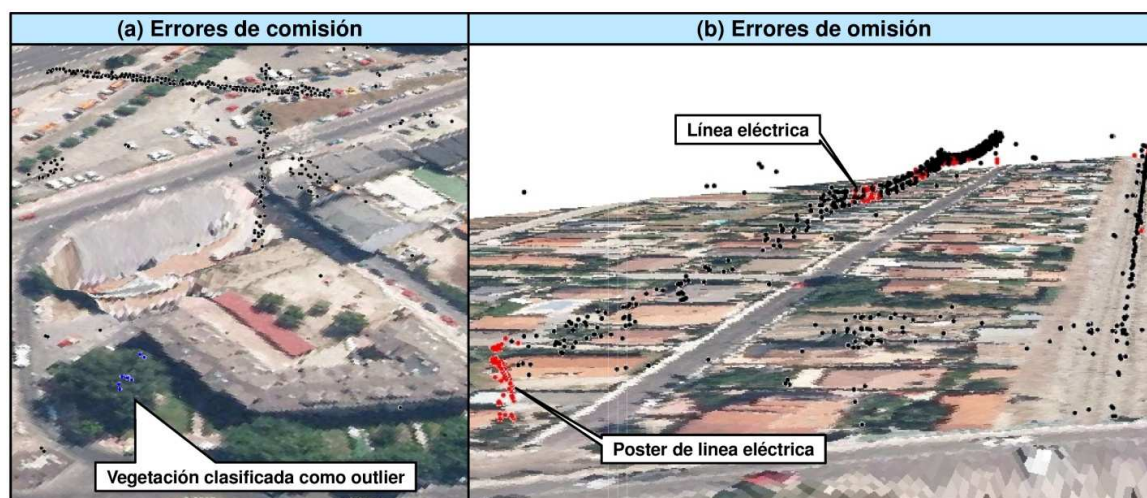 (a) Errores de comisión
(b) Errores de omisión
Línea eléctrica
Poster de linea eléctrica
Vegetación clasificada como outlier